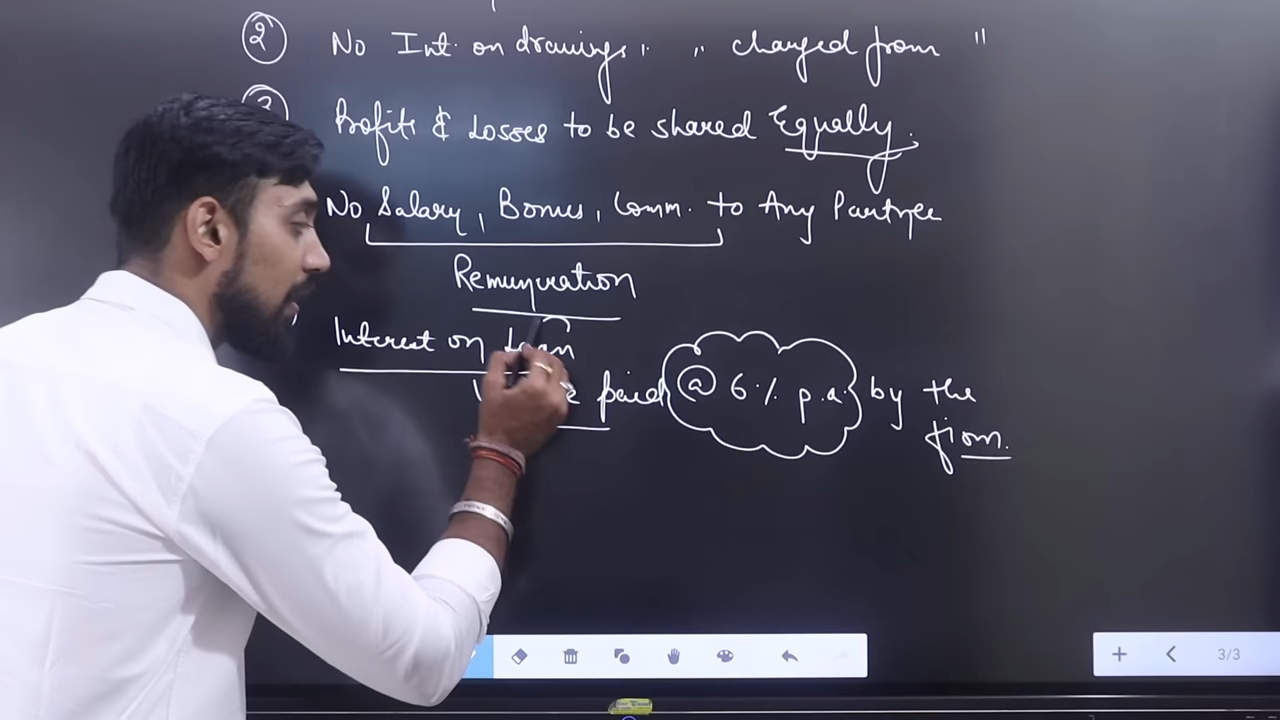 ② No Int. on drawings " " charged from "
③ Profits & Losses to be shared Equally.
No Salary, Bonus, Comm. to Any Partner
Remuneration
Interest on Loan
paid @ 6% p.a. by the
firm.
3/3